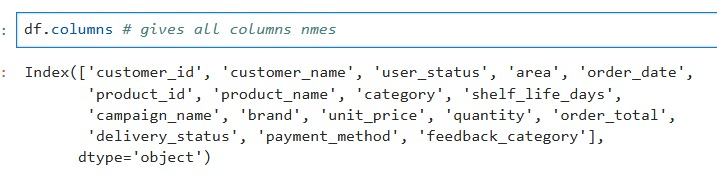 : df.columns # gives all columns nmes
: Index(['customer_id', 'customer_name', 'user_status', 'area', 'order_date',
'product_id', 'product_name', 'category', 'shelf_life_days',
'campaign_name', 'brand', 'unit_price', 'quantity', 'order_total',
'delivery_status', 'payment_method', 'feedback_category'],
dtype='object')